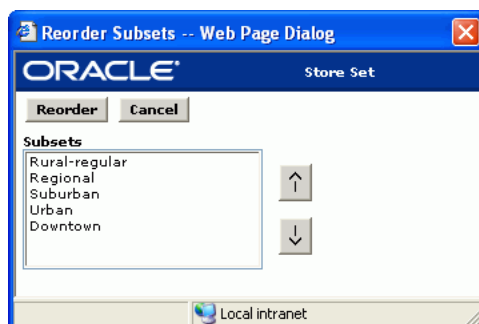 Reorder Subsets -- Web Page Dialog
ORACLE® Store Set
Reorder Cancel
Subsets
Rural-regular
Regional
Suburban
Urban
Downtown
Local intranet